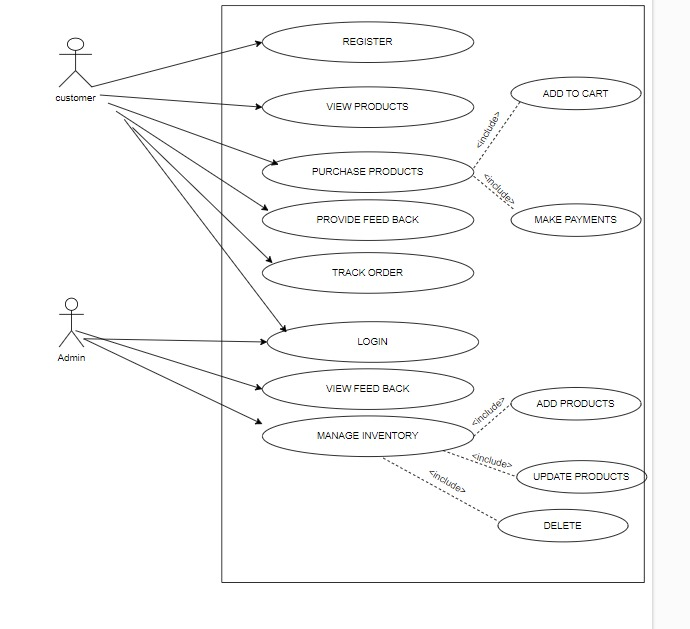 REGISTER
customer
VIEW PRODUCTS
ADD TO CART
<include>
PURCHASE PRODUCTS
<include>
PROVIDE FEED BACK
MAKE PAYMENTS
TRACK ORDER
Admin
LOGIN
VIEW FEED BACK
<include>
ADD PRODUCTS
MANAGE INVENTORY
<include>
UPDATE PRODUCTS
<include>
DELETE